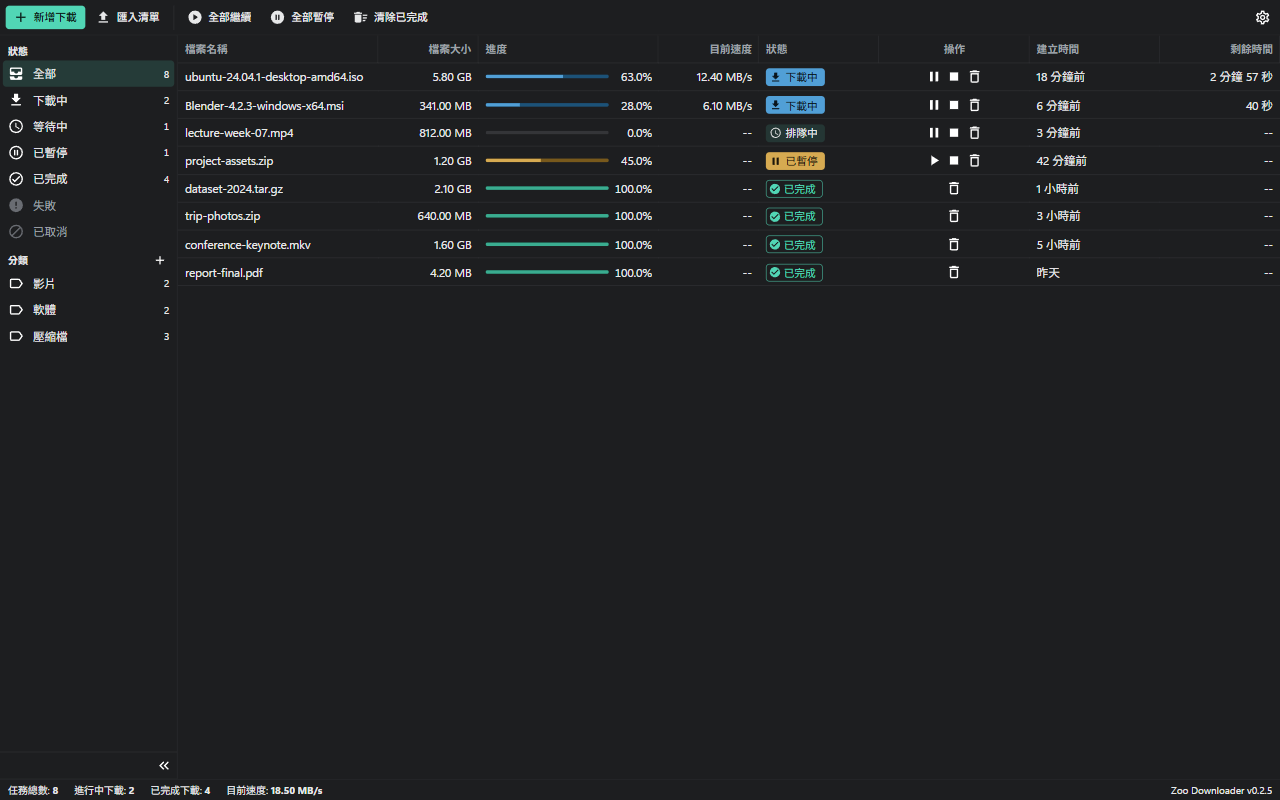 新增下載 匯入清單 全部繼續 全部暫停 清除已完成
狀態
全部 8
下載中 2
等待中 1
已暫停 1
已完成 4
失敗
已取消
分類
影片 2
軟體 2
壓縮檔 3
檔案名稱 檔案大小 進度 目前速度 狀態 操作 建立時間 剩餘時間
ubuntu-24.04.1-desktop-amd64.iso 5.80 GB 63.0% 12.40 MB/s 下載中 18 分鐘前 2 分鐘 57 秒
Blender-4.2.3-windows-x64.msi 341.00 MB 28.0% 6.10 MB/s 下載中 6 分鐘前 40 秒
lecture-week-07.mp4 812.00 MB 0.0% -- 排隊中 3 分鐘前 --
project-assets.zip 1.20 GB 45.0% -- 已暫停 42 分鐘前 --
dataset-2024.tar.gz 2.10 GB 100.0% -- 已完成 1 小時前 --
trip-photos.zip 640.00 MB 100.0% -- 已完成 3 小時前 --
conference-keynote.mkv 1.60 GB 100.0% -- 已完成 5 小時前 --
report-final.pdf 4.20 MB 100.0% -- 已完成 昨天 --
任務總數: 8 進行中下載: 2 已完成下載: 4 目前速度: 18.50 MB/s Zoo Downloader v0.2.5